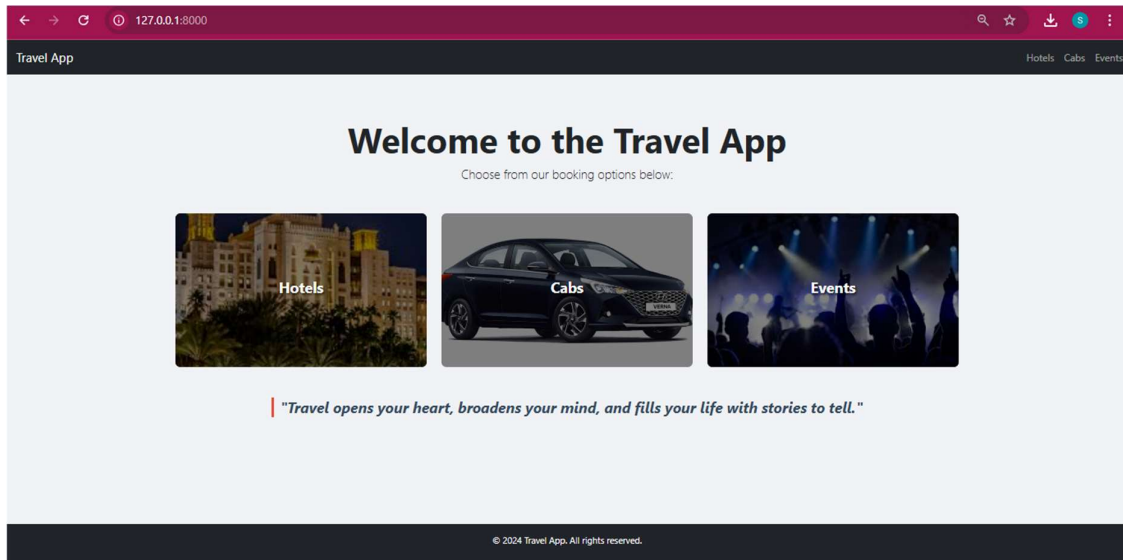 127.0.0.1:8000
S
Travel App
Hotels Cabs Events
Welcome to the Travel App
Choose from our booking options below:
Hotels
Cabs
Events
VERNA
"Travel opens your heart, broadens your mind, and fills your life with stories to tell."
© 2024 Travel App. All rights reserved.